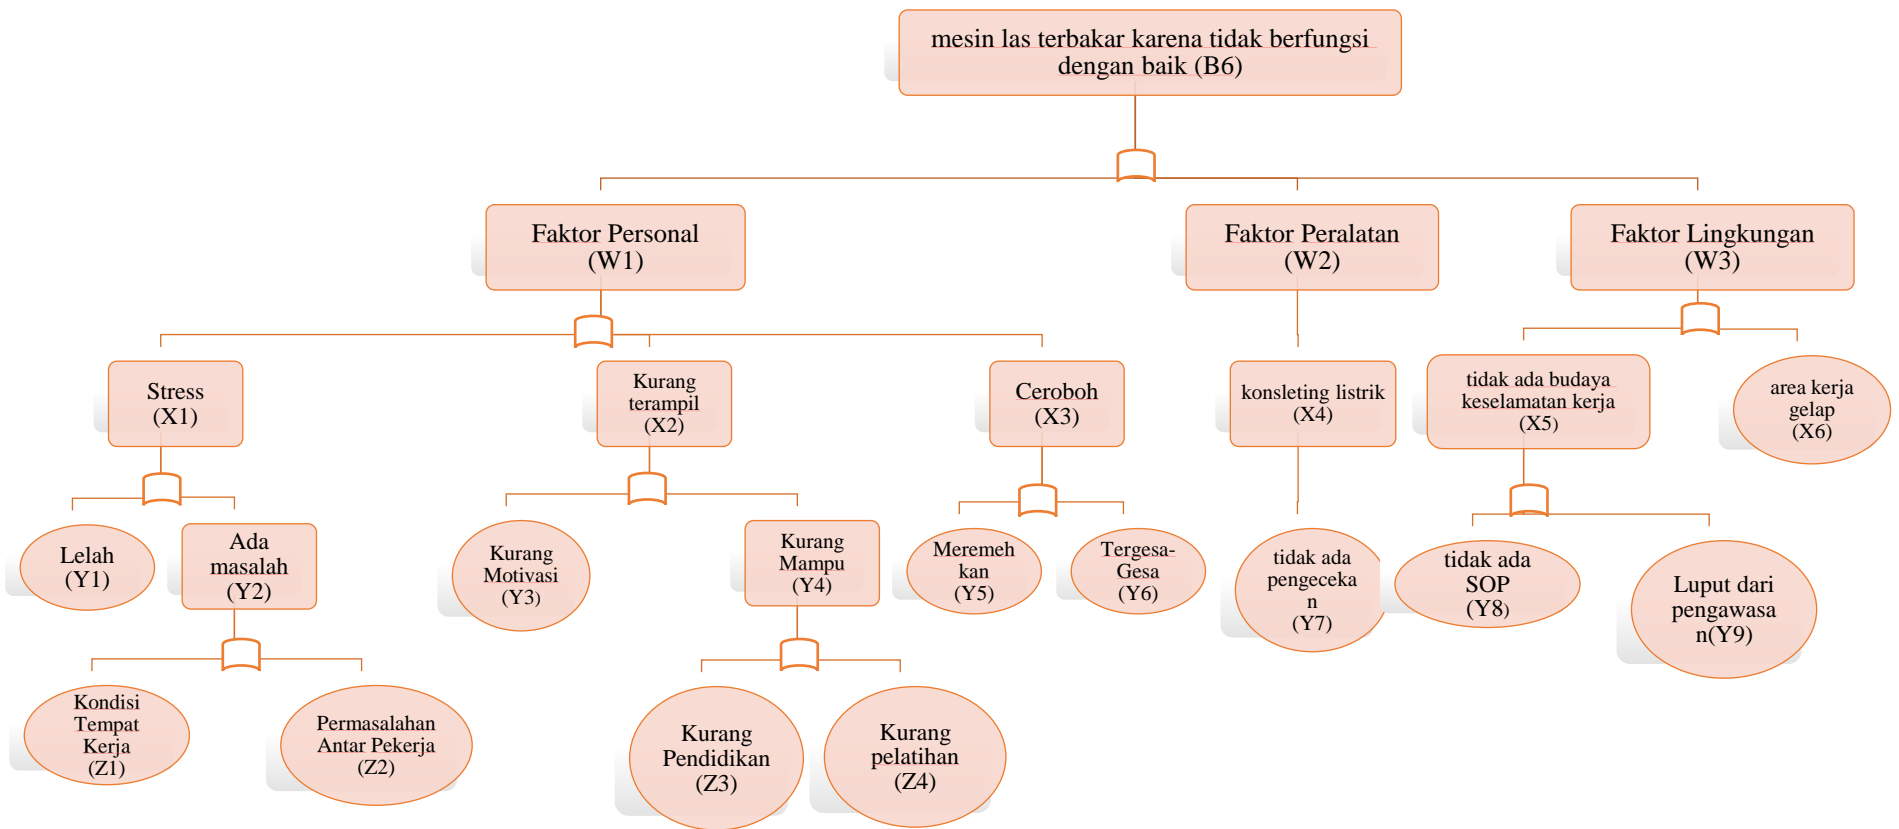 mesin las terbakar karena tidak berfungsi
dengan baik (B6)
Faktor Personal
(W1)
Faktor Peralatan
(W2)
Faktor Lingkungan
(W3)
Stress
(X1)
Kurang
terampil
(X2)
Ceroboh
(X3)
konsleting listrik
(X4)
tidak ada budaya
keselamatan kerja
(X5)
area kerja
gelap
(X6)
Lelah
(Y1)
Ada
masalah
(Y2)
Kurang
Motivasi
(Y3)
Kurang
Mampu
(Y4)
Meremeh
kan
(Y5)
Tergesa-
Gesa
(Y6)
tidak ada
pengeceka
n
(Y7)
tidak ada
SOP
(Y8)
Luput dari
pengawasa
n(Y9)
Kondisi
Tempat
Kerja
(Z1)
Permasalahan
Antar Pekerja
(Z2)
Kurang
Pendidikan
(Z3)
Kurang
pelatihan
(Z4)